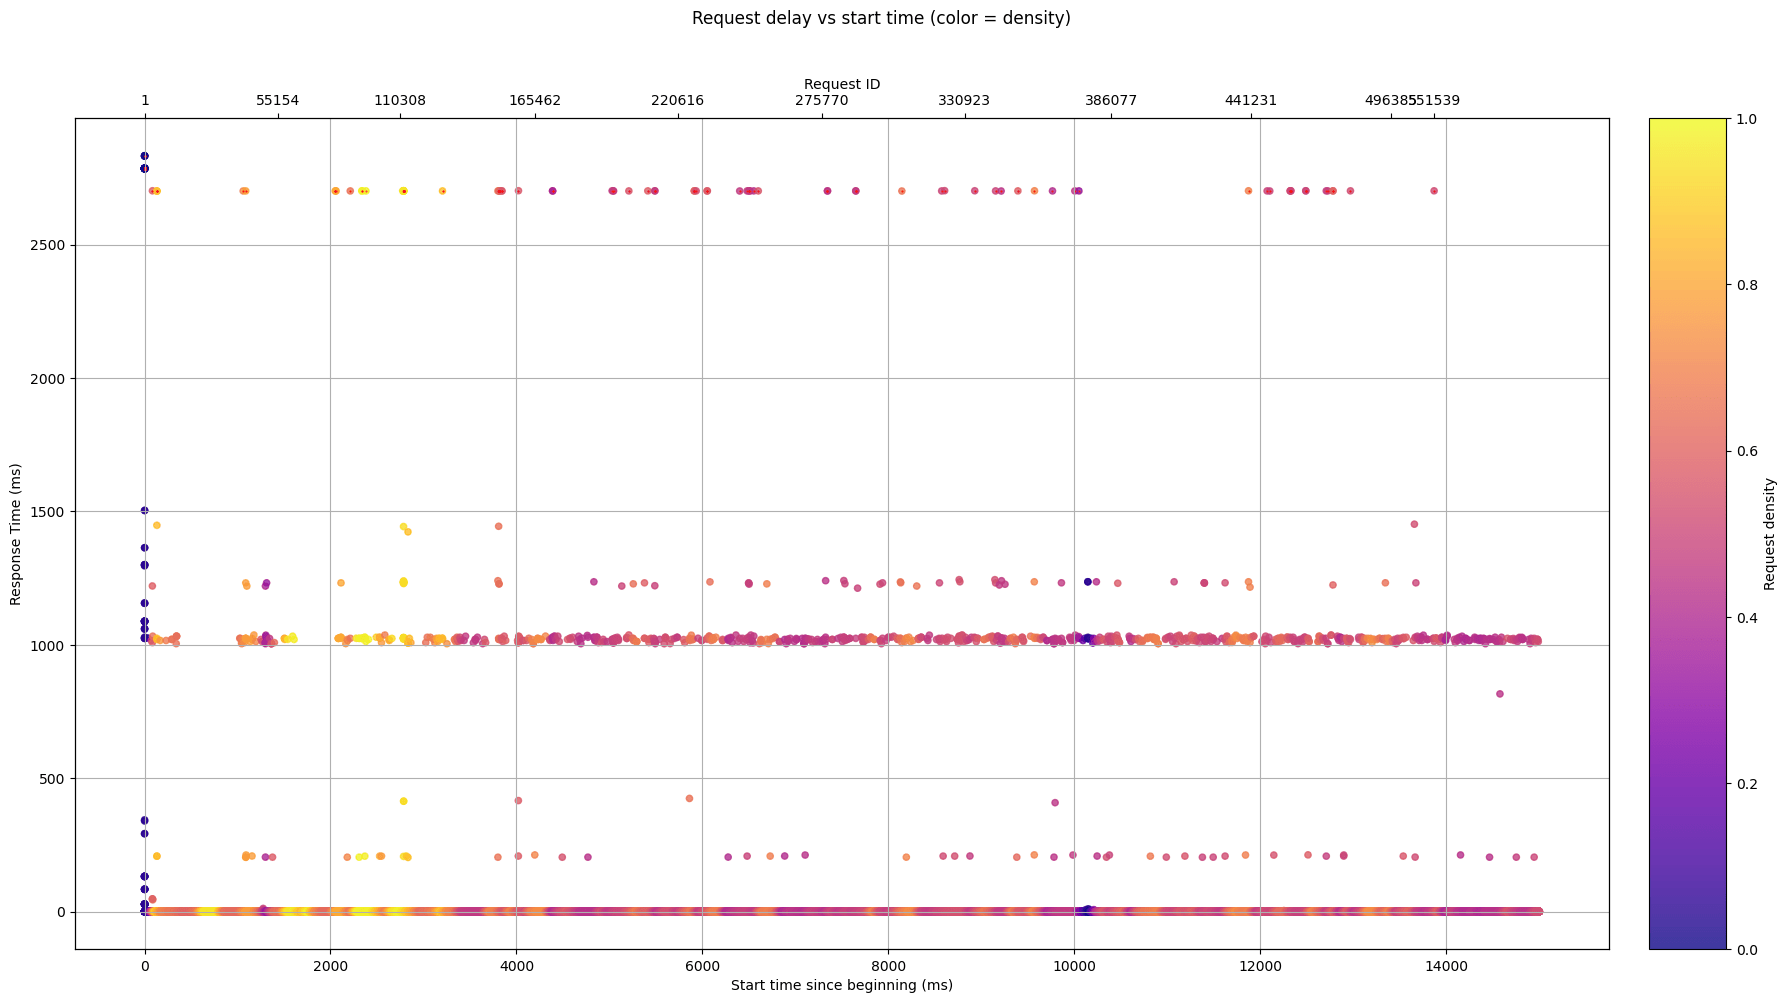 Request delay vs start time (color = density)
Request ID
1 55154 110308 165462 220616 275770 330923 386077 441231 496385 551539
Response Time (ms)
2500
2000
1500
1000
500
0
0 2000 4000 6000 8000 10000 12000 14000
Start time since beginning (ms)
1.0
0.8
0.6
0.4
0.2
0.0
Request density